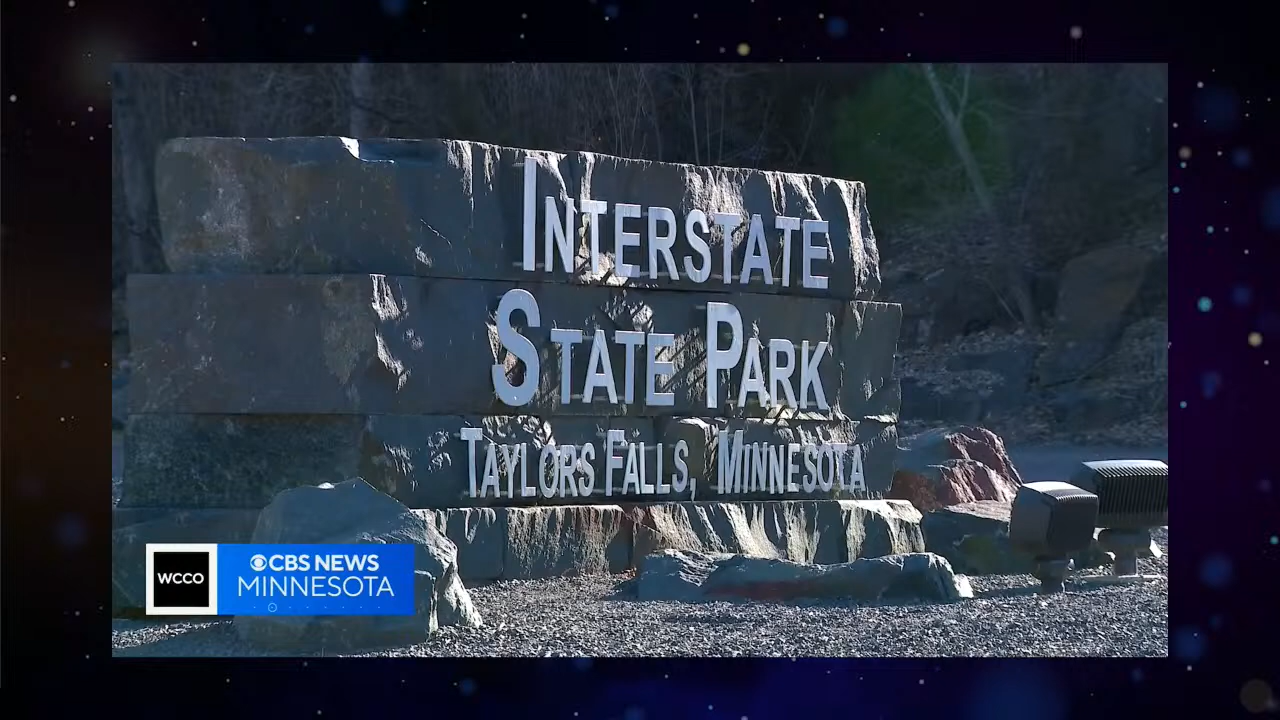 INTERSTATE
STATE PARK
TAYLORS FALLS, MINNESOTA
WCCO
CBS NEWS
MINNESOTA